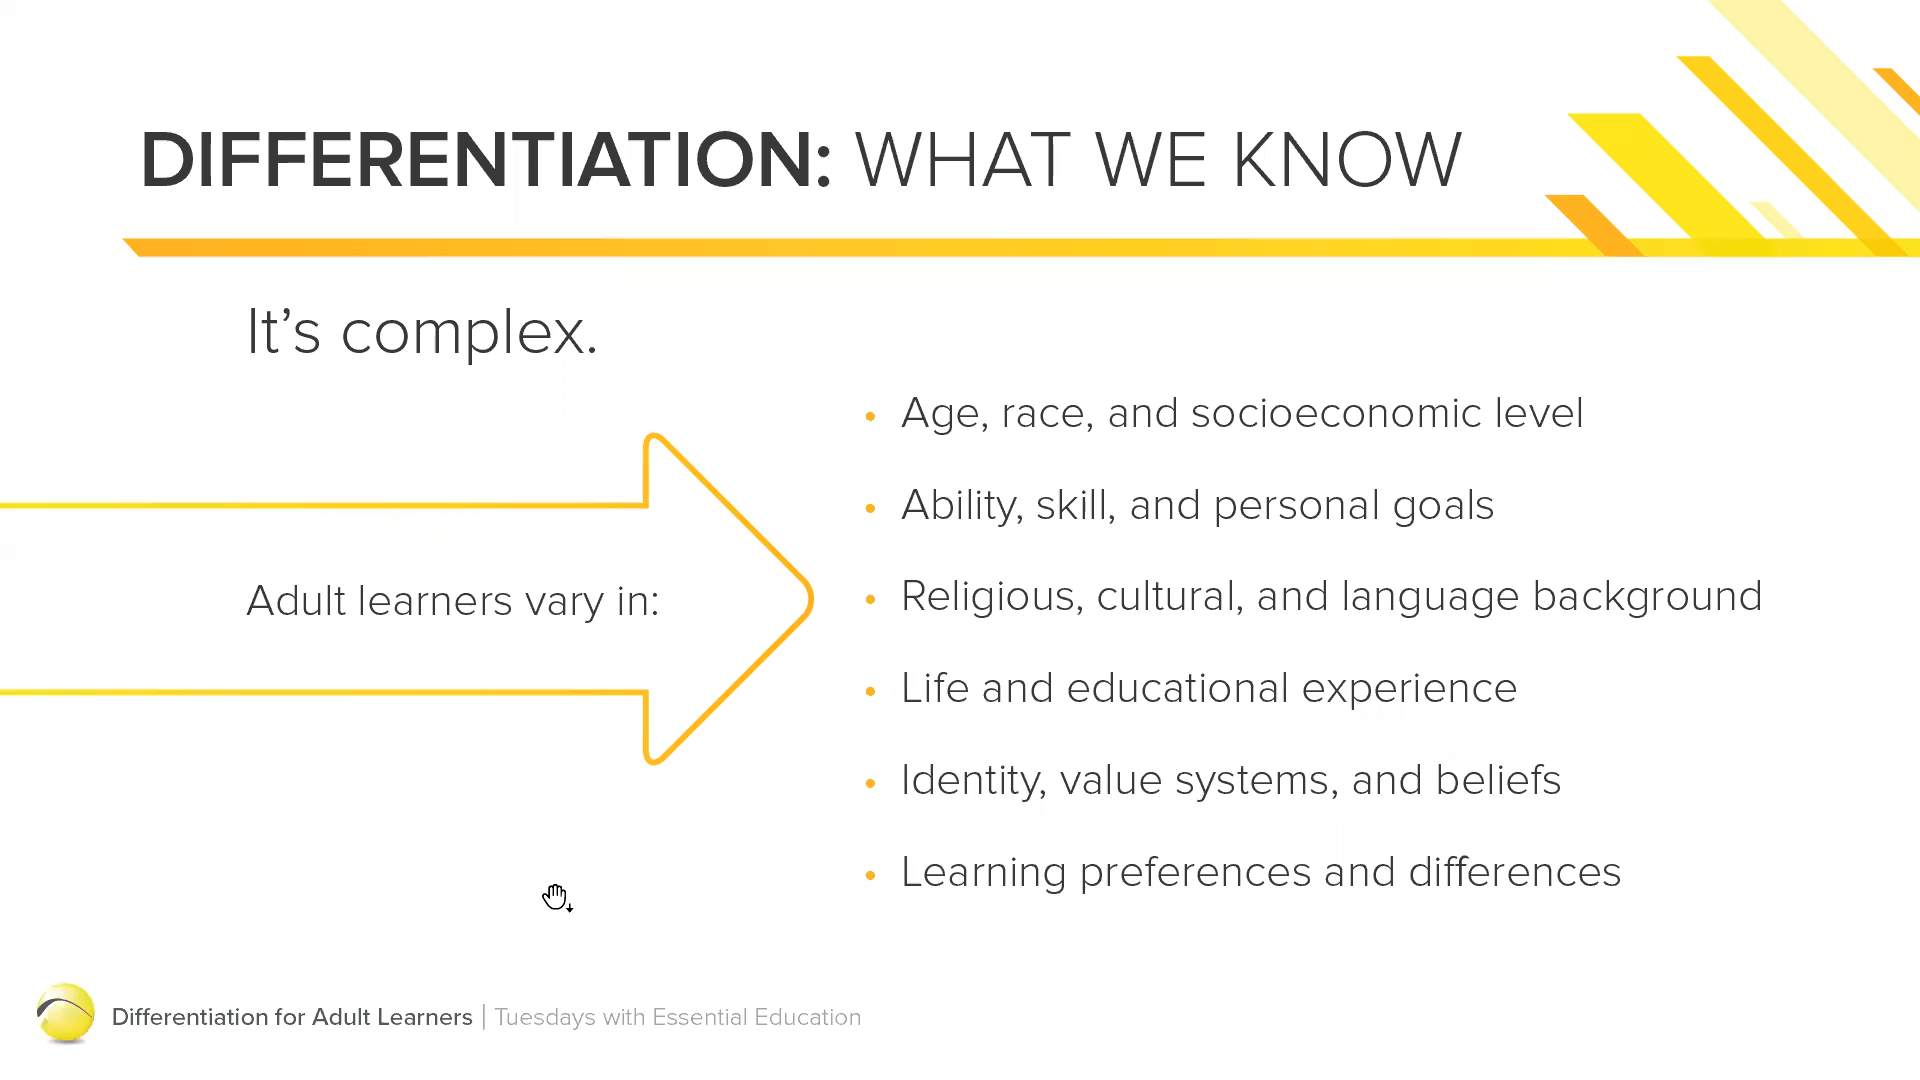 DIFFERENTIATION: WHAT WE KNOW
It’s complex.
Adult learners vary in:
• Age, race, and socioeconomic level
• Ability, skill, and personal goals
• Religious, cultural, and language background
• Life and educational experience
• Identity, value systems, and beliefs
• Learning preferences and differences
Differentiation for Adult Learners | Tuesdays with Essential Education